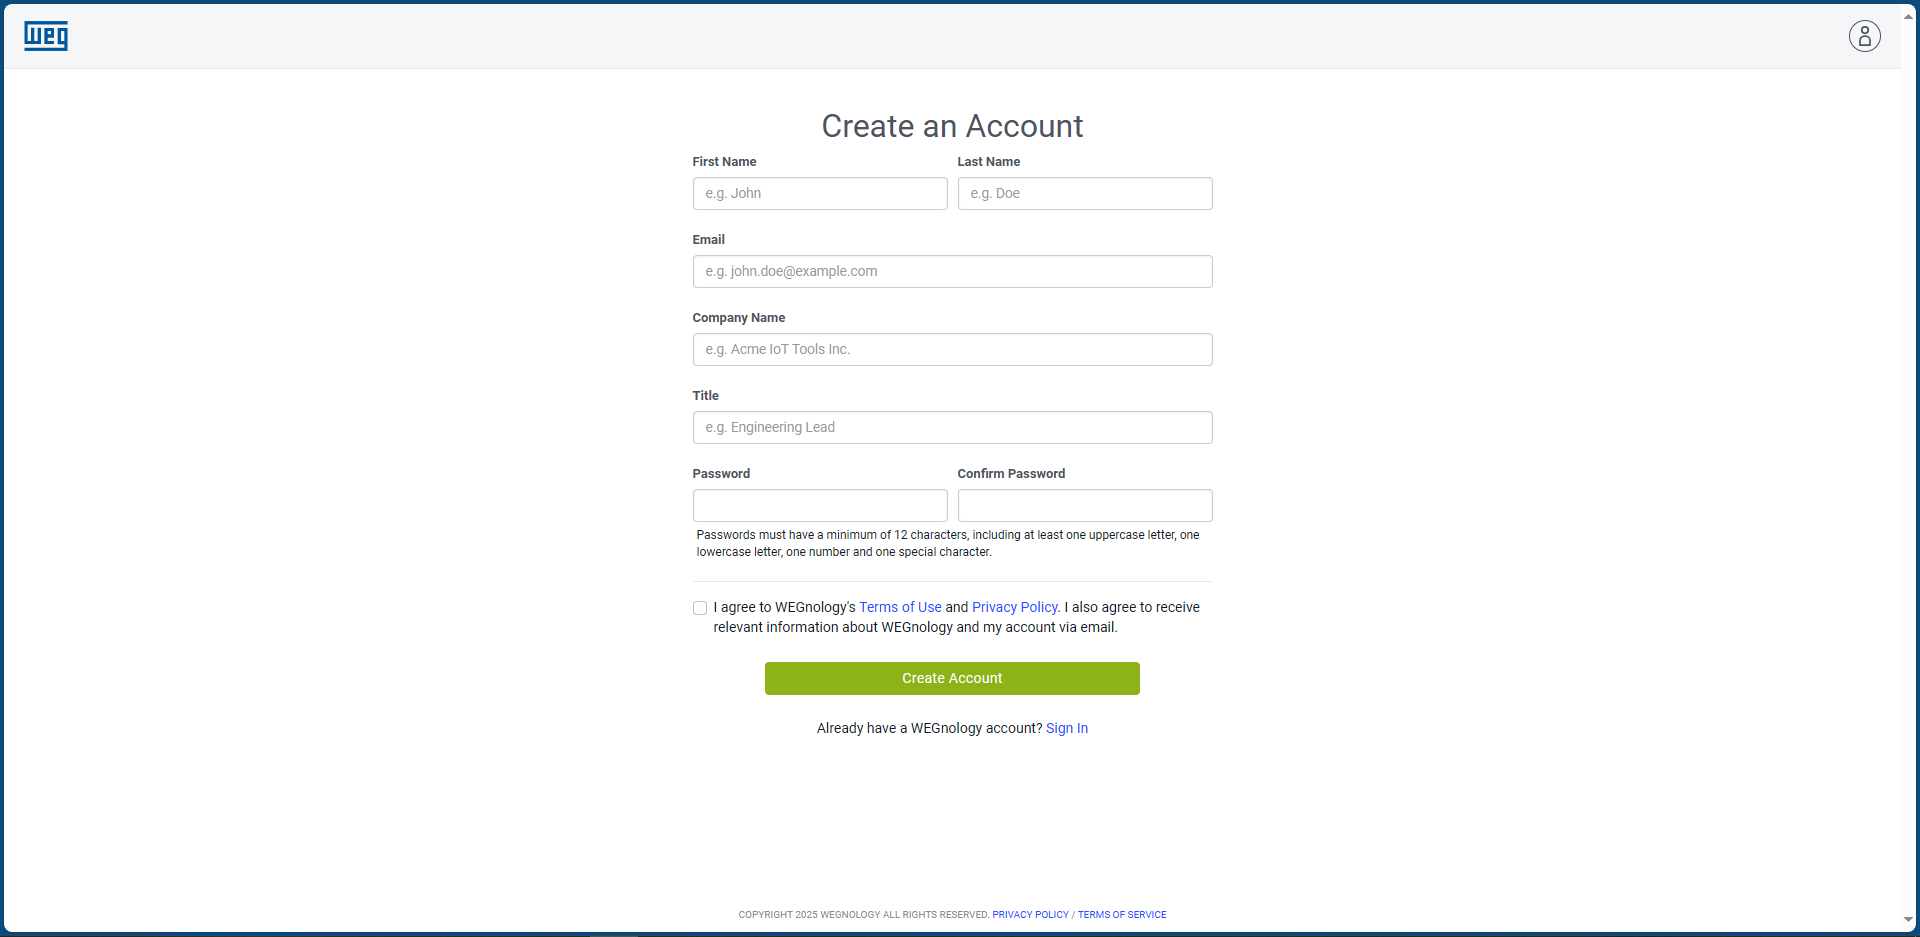 weg
Create an Account
First Name
Last Name
e.g. John
e.g. Doe
Email
e.g. john.doe@example.com
Company Name
e.g. Acme IoT Tools Inc.
Title
e.g. Engineering Lead
Password
Confirm Password
Passwords must have a minimum of 12 characters, including at least one uppercase letter, one
lowercase letter, one number and one special character.
I agree to WEGnology's Terms of Use and Privacy Policy. I also agree to receive
relevant information about WEGnology and my account via email.
Create Account
Already have a WEGnology account? Sign In
COPYRIGHT 2025 WEGNOLOGY ALL RIGHTS RESERVED. PRIVACY POLICY / TERMS OF SERVICE